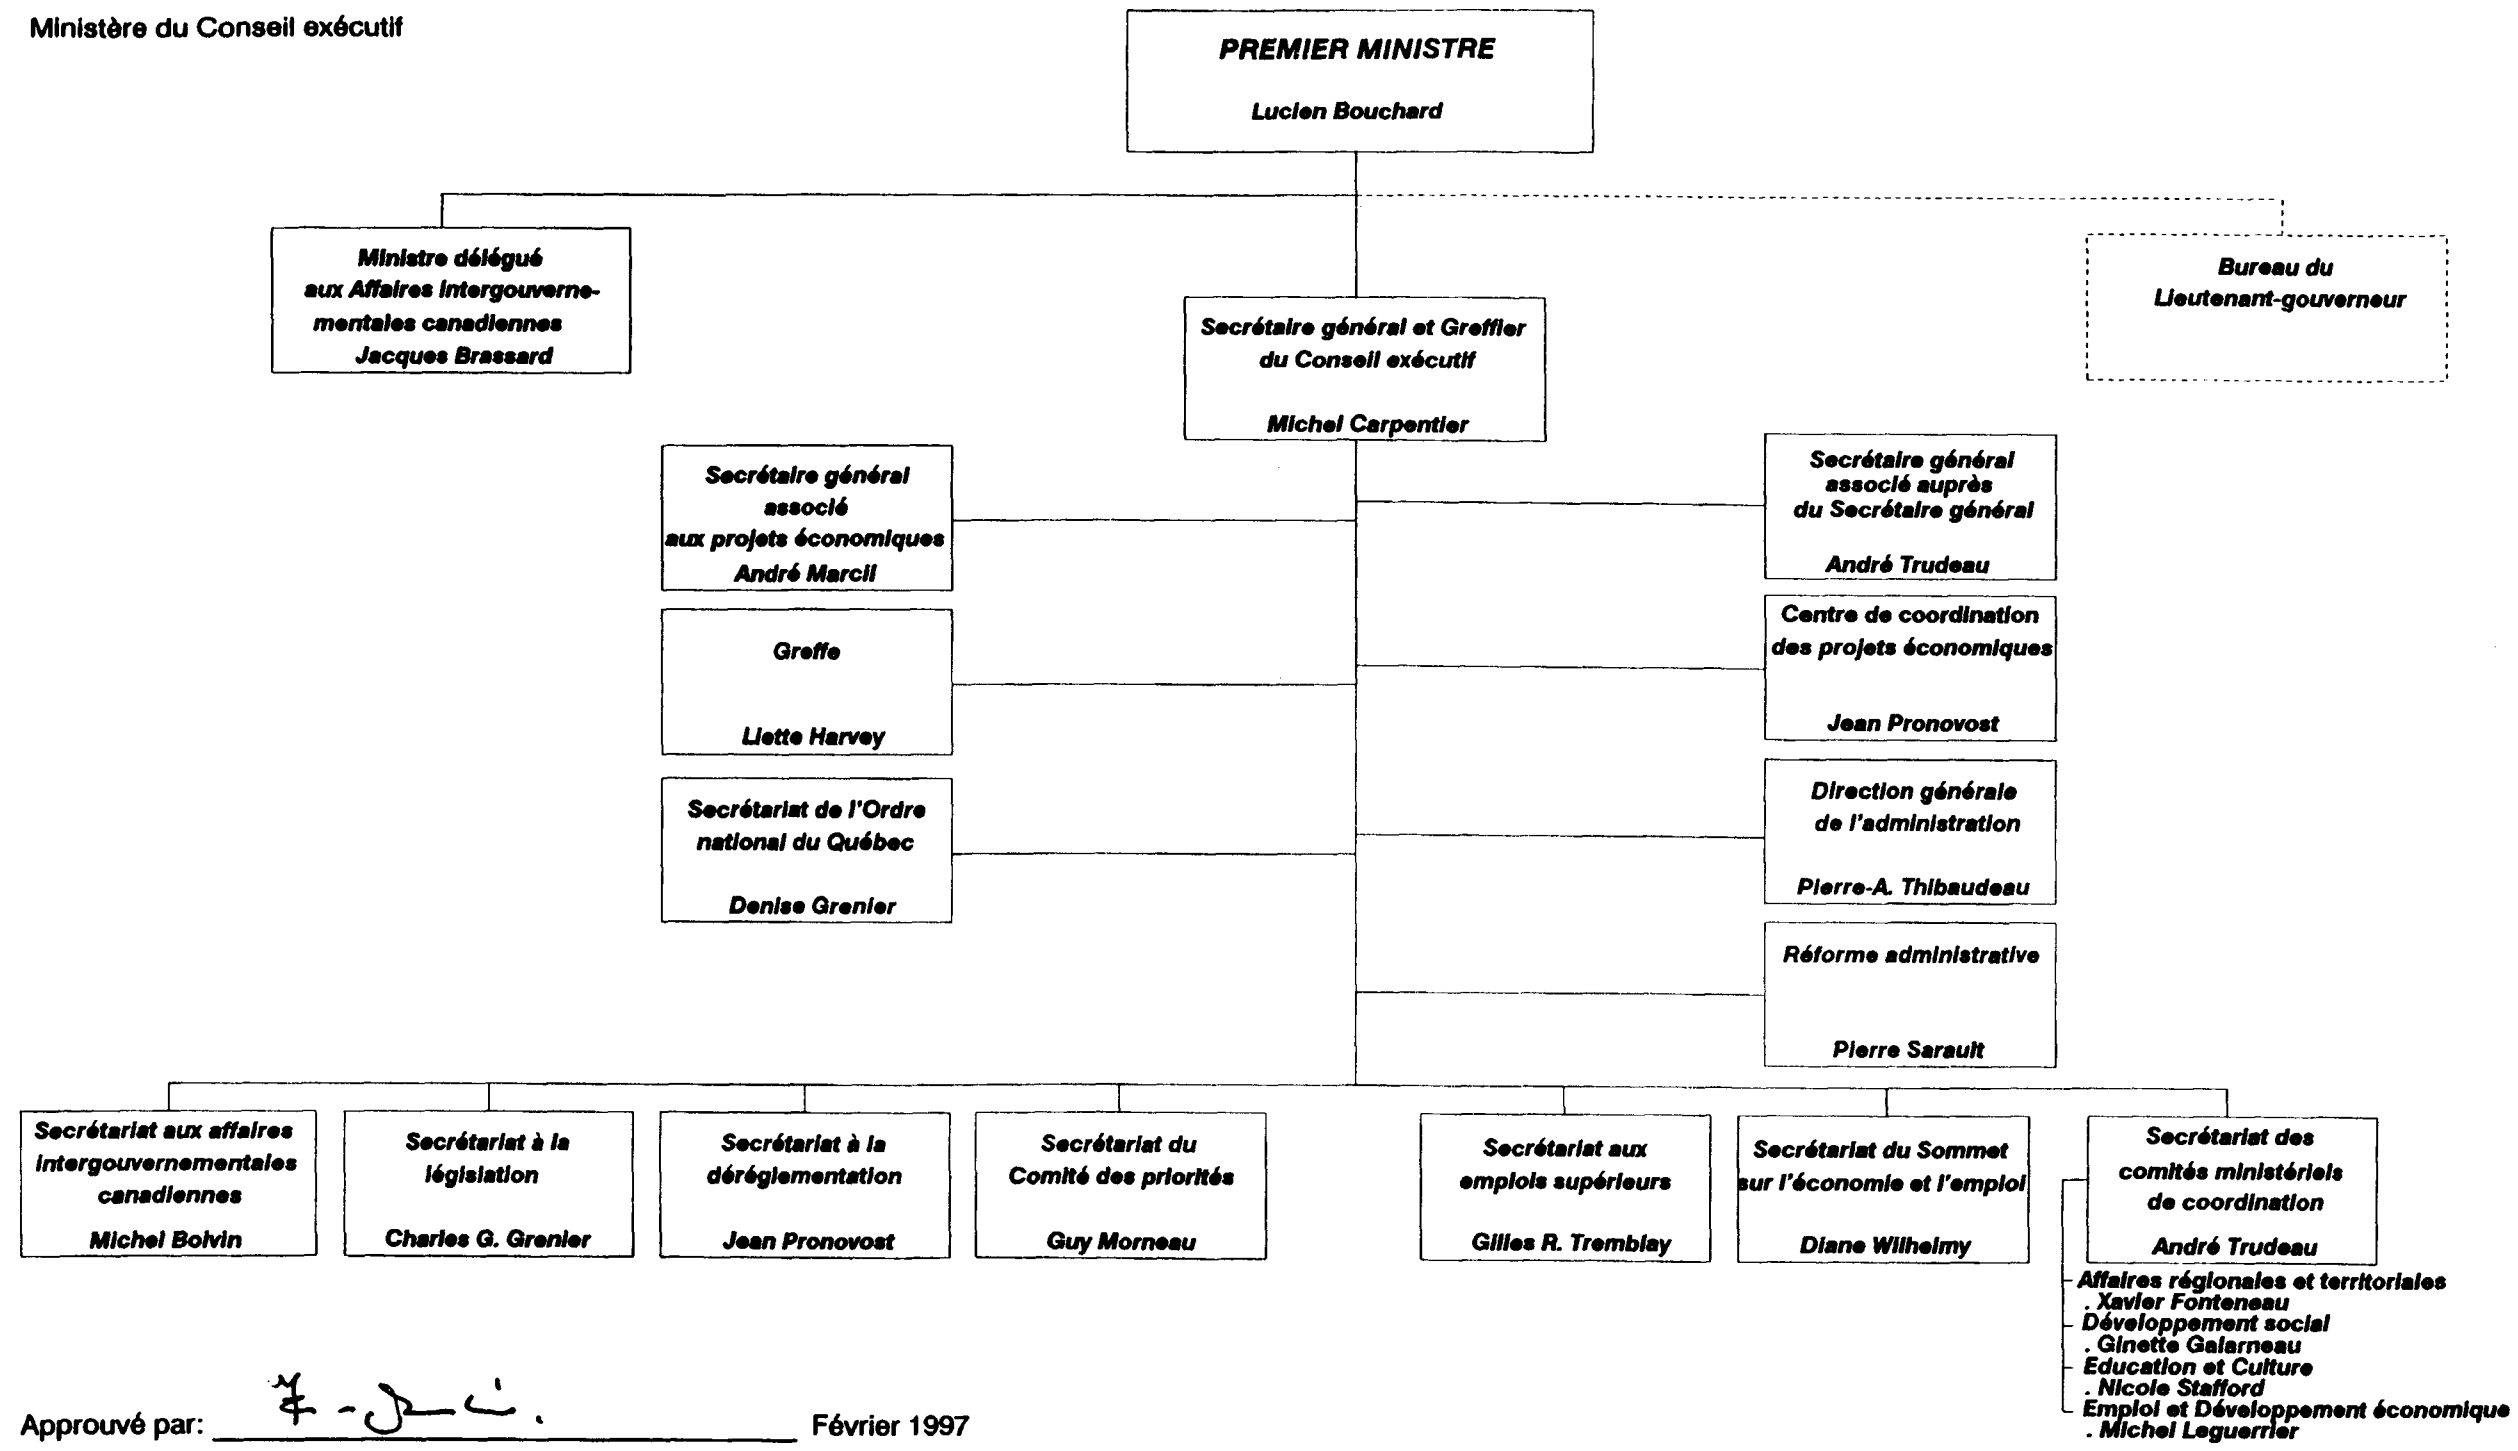 Ministère du Conseil exécutif
PREMIER MINISTRE
Lucien Bouchard
Ministre délégué
aux Affaires intergouverne-
mentales canadiennes
Jacques Brassard
Bureau du
Lieutenant-gouverneur
Secrétaire général et Greffier
du Conseil exécutif
Michel Carpentier
Secrétaire général
associé
aux projets économiques
André Marcil
Secrétaire général
associé auprès
du Secrétaire général
André Trudeau
Greffe
Liette Harvey
Centre de coordination
des projets économiques
Jean Pronovost
Secrétariat de l'Ordre
national du Québec
Denise Grenier
Direction générale
de l'administration
Pierre-A. Thibaudeau
Réforme administrative
Pierre Sarault
Secrétariat aux affaires
intergouvernementales
canadiennes
Michel Boivin
Secrétariat à la
législation
Charles G. Grenier
Secrétariat à la
déréglementation
Jean Pronovost
Secrétariat du
Comité des priorités
Guy Morneau
Secrétariat aux
emplois supérieurs
Gilles R. Tremblay
Secrétariat du Sommet
sur l'économie et l'emploi
Diane Wilhelmy
Secrétariat des
comités ministériels
de coordination
André Trudeau
Affaires régionales et territoriales
. Xavier Fonteneau
Développement social
. Ginette Galarneau
Education et Culture
. Nicole Stafford
Emploi et Développement économique
. Michel Leguerrier
Approuvé par:
Février 1997